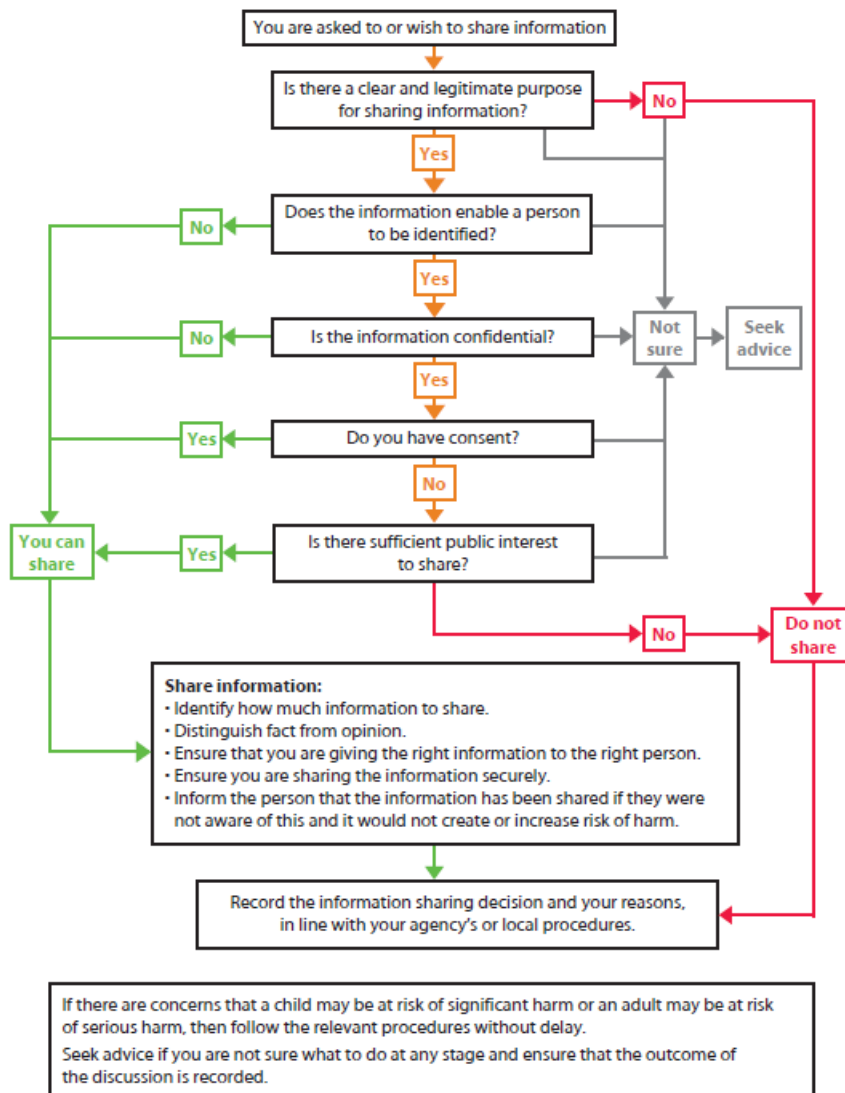 You are asked to or wish to share information
Is there a clear and legitimate purpose
for sharing information?
No
Yes
Does the information enable a person
to be identified?
No
Yes
Is the information confidential?
No
Not
sure
Seek
advice
Yes
Do you have consent?
Yes
No
Is there sufficient public interest
to share?
Yes
You can
share
No
Do not
share
Share information:
• Identify how much information to share.
• Distinguish fact from opinion.
• Ensure that you are giving the right information to the right person.
• Ensure you are sharing the information securely.
• Inform the person that the information has been shared if they were
not aware of this and it would not create or increase risk of harm.
Record the information sharing decision and your reasons,
in line with your agency's or local procedures.
If there are concerns that a child may be at risk of significant harm or an adult may be at risk
of serious harm, then follow the relevant procedures without delay.
Seek advice if you are not sure what to do at any stage and ensure that the outcome of
the discussion is recorded.